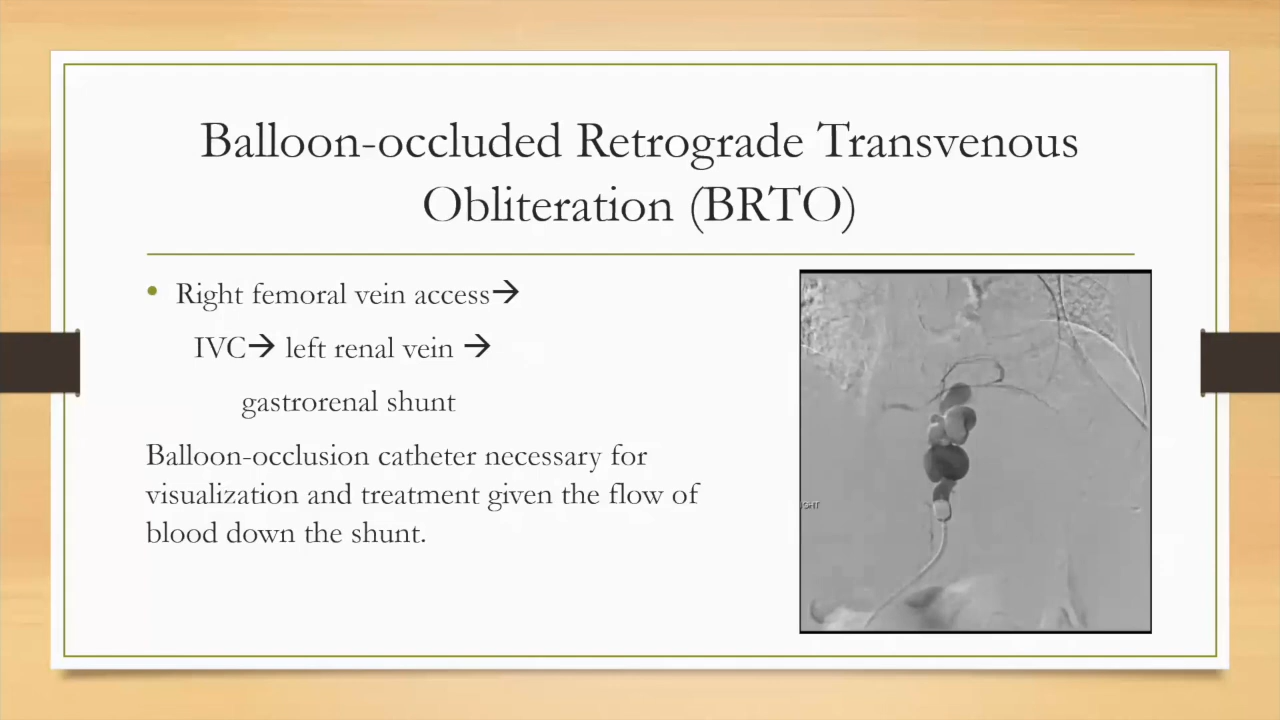 Balloon-occluded Retrograde Transvenous
Obliteration (BRTO)
• Right femoral vein access→
IVC→ left renal vein →
gastrorenal shunt
Balloon-occlusion catheter necessary for
visualization and treatment given the flow of
blood down the shunt.